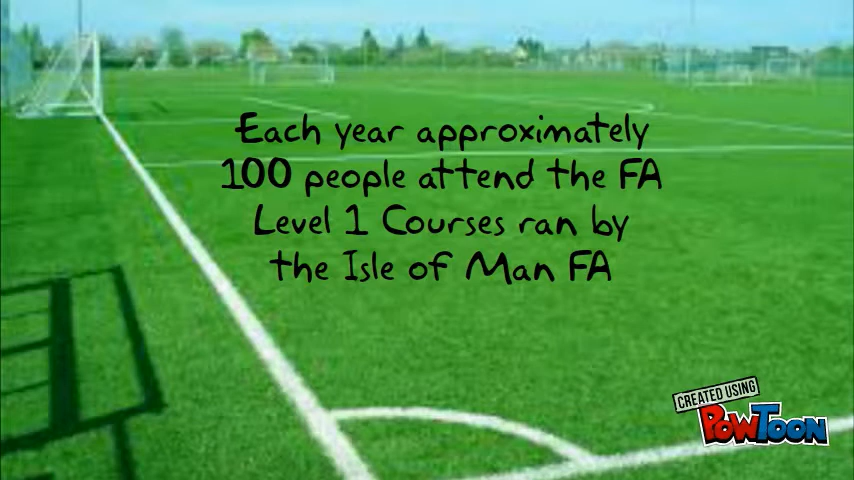 Each year approximately
100 people attend the FA
Level 1 Courses ran by
the Isle of Man FA
CREATED USING
POWTOON